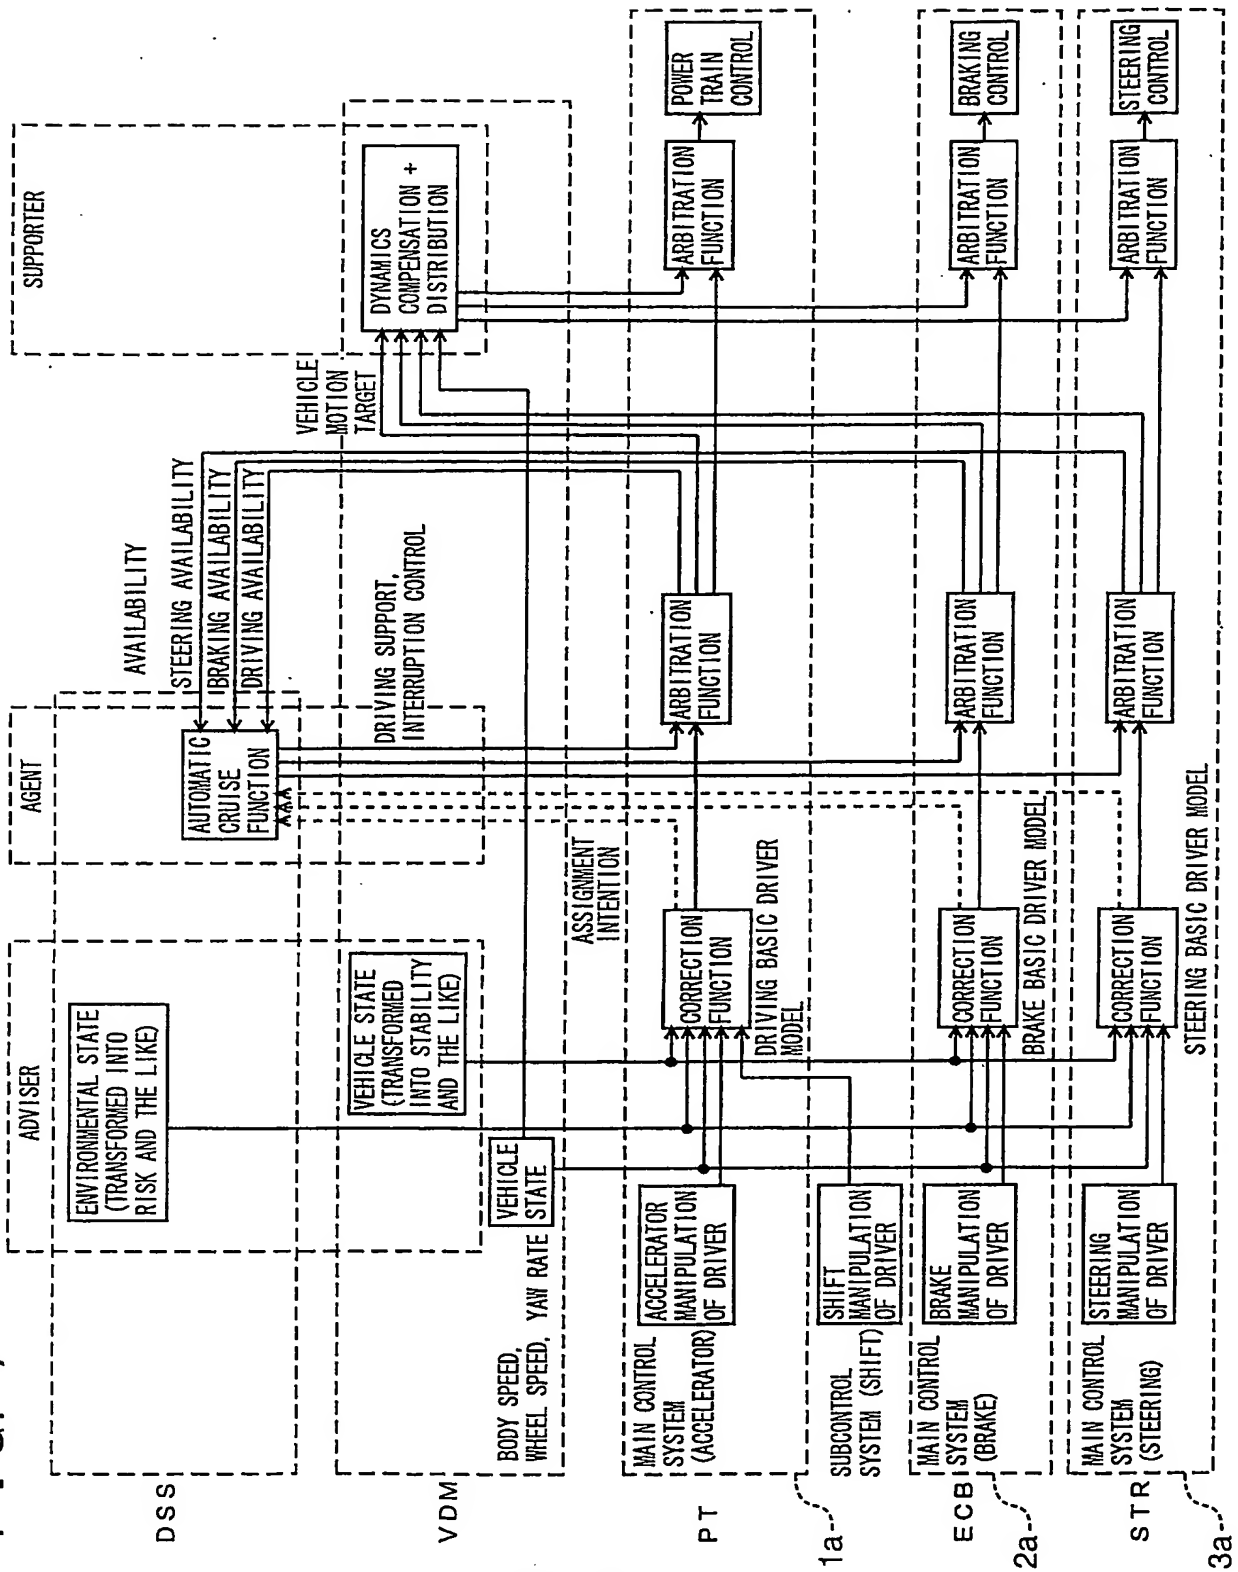 DSS
VDM
PT
1a
ECB
2a
STR
3a
ADVISER
ENVIRONMENTAL STATE
(TRANSFORMED INTO
RISK AND THE LIKE)
AGENT
AUTOMATIC
CRUISE
FUNCTION
AVAILABILITY
STEERING AVAILABILITY
BRAKING AVAILABILITY
DRIVING AVAILABILITY
SUPPORTER
VEHICLE STATE
(TRANSFORMED
INTO STABILITY
AND THE LIKE)
VEHICLE
STATE
BODY SPEED,
WHEEL SPEED, YAW RATE
DRIVING SUPPORT,
INTERRUPTION CONTROL
VEHICLE
MOTION
TARGET
DYNAMICS
COMPENSATION +
DISTRIBUTION
ASSIGNMENT
INTENTION
MAIN CONTROL
SYSTEM
(ACCELERATOR)
ACCELERATOR
MANIPULATION
OF DRIVER
CORRECTION
FUNCTION
DRIVING BASIC DRIVER
MODEL
ARBITRATION
FUNCTION
ARBITRATION
FUNCTION
POWER
TRAIN
CONTROL
SUBCONTROL
SYSTEM (SHIFT)
SHIFT
MANIPULATION
OF DRIVER
MAIN CONTROL
SYSTEM
(BRAKE)
BRAKE
MANIPULATION
OF DRIVER
CORRECTION
FUNCTION
BRAKE BASIC DRIVER MODEL
ARBITRATION
FUNCTION
ARBITRATION
FUNCTION
BRAKING
CONTROL
MAIN CONTROL
SYSTEM
(STEERING)
STEERING
MANIPULATION
OF DRIVER
CORRECTION
FUNCTION
STEERING BASIC DRIVER MODEL
ARBITRATION
FUNCTION
ARBITRATION
FUNCTION
STEERING
CONTROL